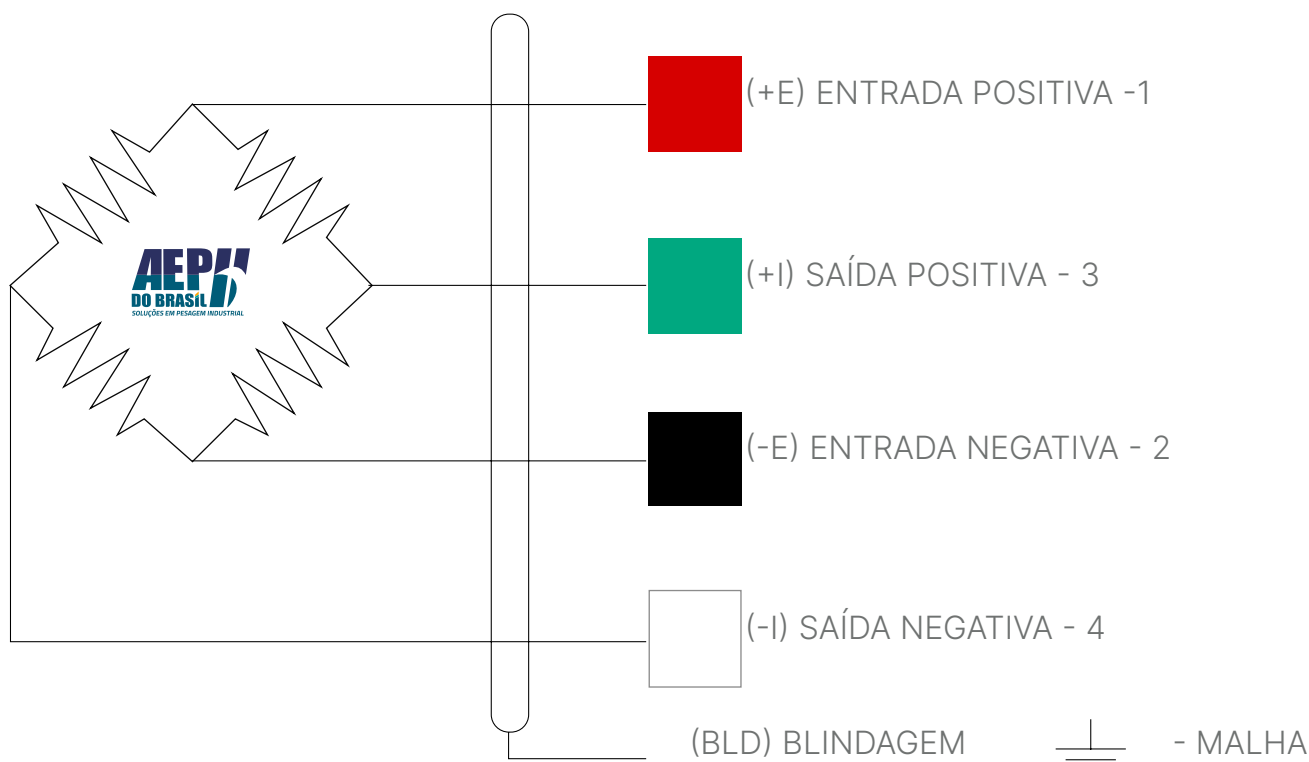 (+E) ENTRADA POSITIVA -1
AEPH
DO BRASIL
SOLUÇÕES EM PESAGEM INDUSTRIAL
(+I) SAÍDA POSITIVA - 3
(-E) ENTRADA NEGATIVA - 2
(-I) SAÍDA NEGATIVA - 4
(BLD) BLINDAGEM
- MALHA